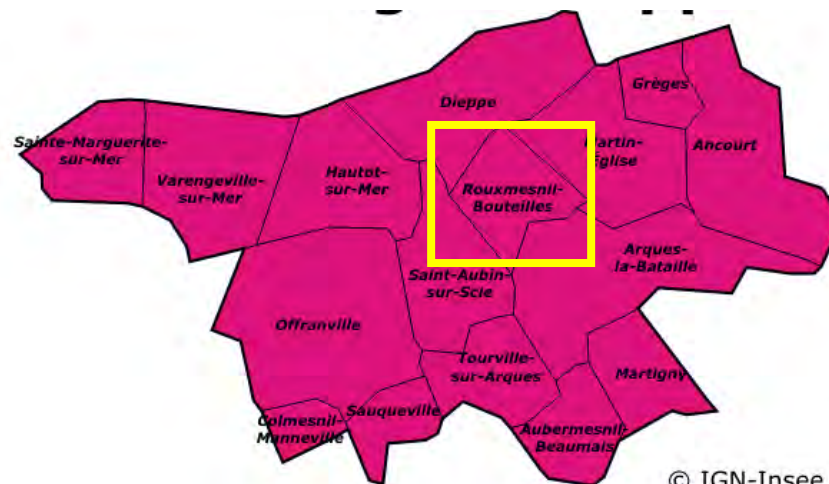 Grèges
Dieppe
Sainte-Marguerite-
sur-Mer
Martin-
Église
Ancourt
Hautot-
sur-Mer
Varengeville-
sur-Mer
Rouxmesnil-
Bouteilles
Arques-
la-Bataille
Saint-Aubin-
sur-Scie
Offranville
Tourville-
sur-Arques
Martigny
Sauqueville
Colmesnil-
Manneville
Aubermesnil-
Beaumais
© IGN-Insee